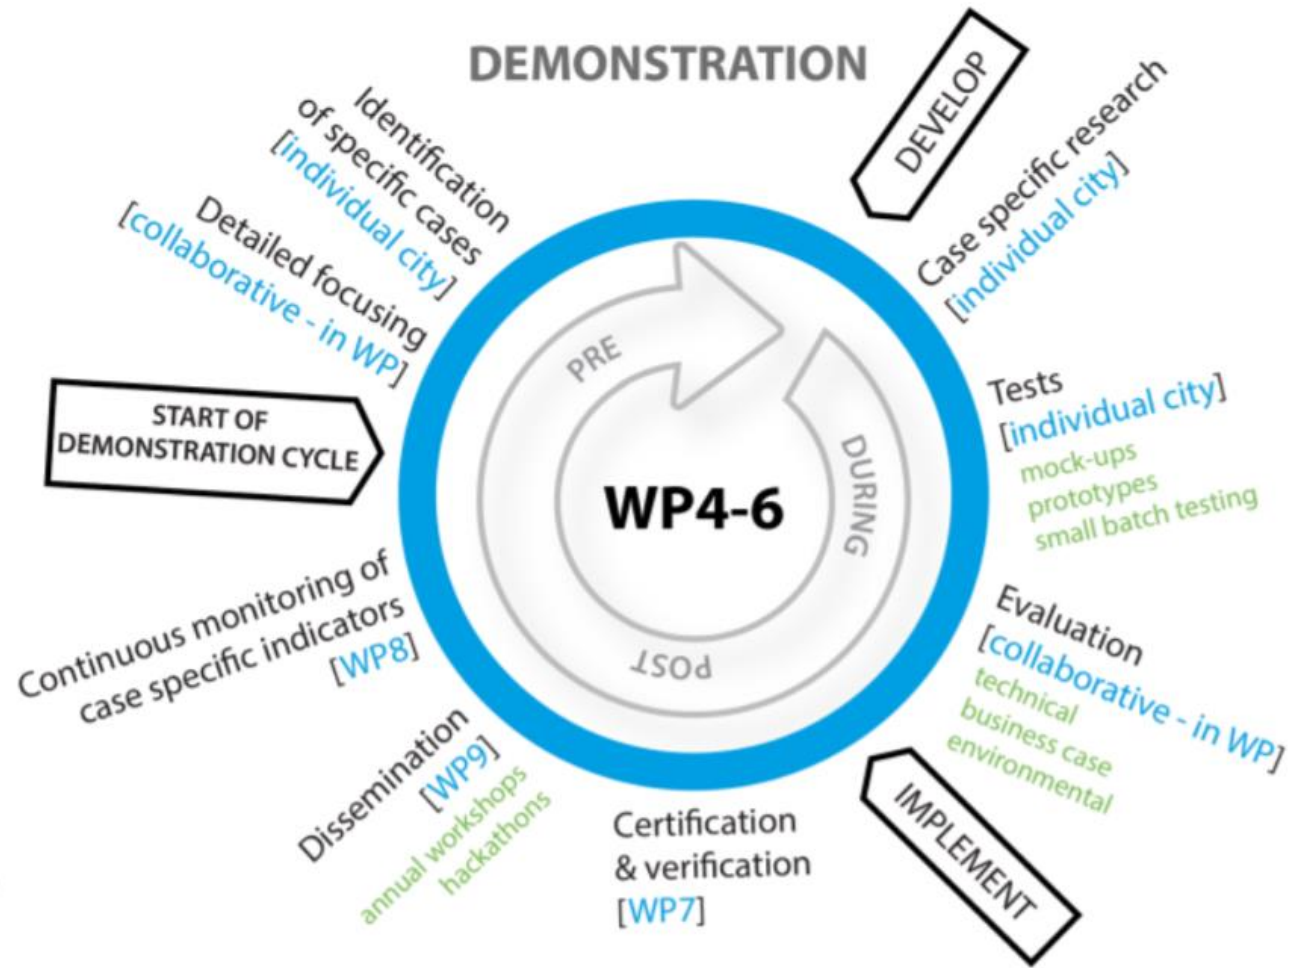 DEMONSTRATION
START OF
DEMONSTRATION CYCLE
Detailed focusing
[collaborative - in WP]
Identification
of specific cases
[individual city]
DEVELOP
Case specific research
[individual city]
Tests
[individual city]
mock-ups
prototypes
small batch testing
Evaluation
[collaborative - in WP]
technical
business case
environmental
IMPLEMENT
Certification
& verification
[WP7]
Dissemination
[WP9]
annual workshops
hackathons
Continuous monitoring of
case specific indicators
[WP8]
PRE
DURING
POST
WP4-6